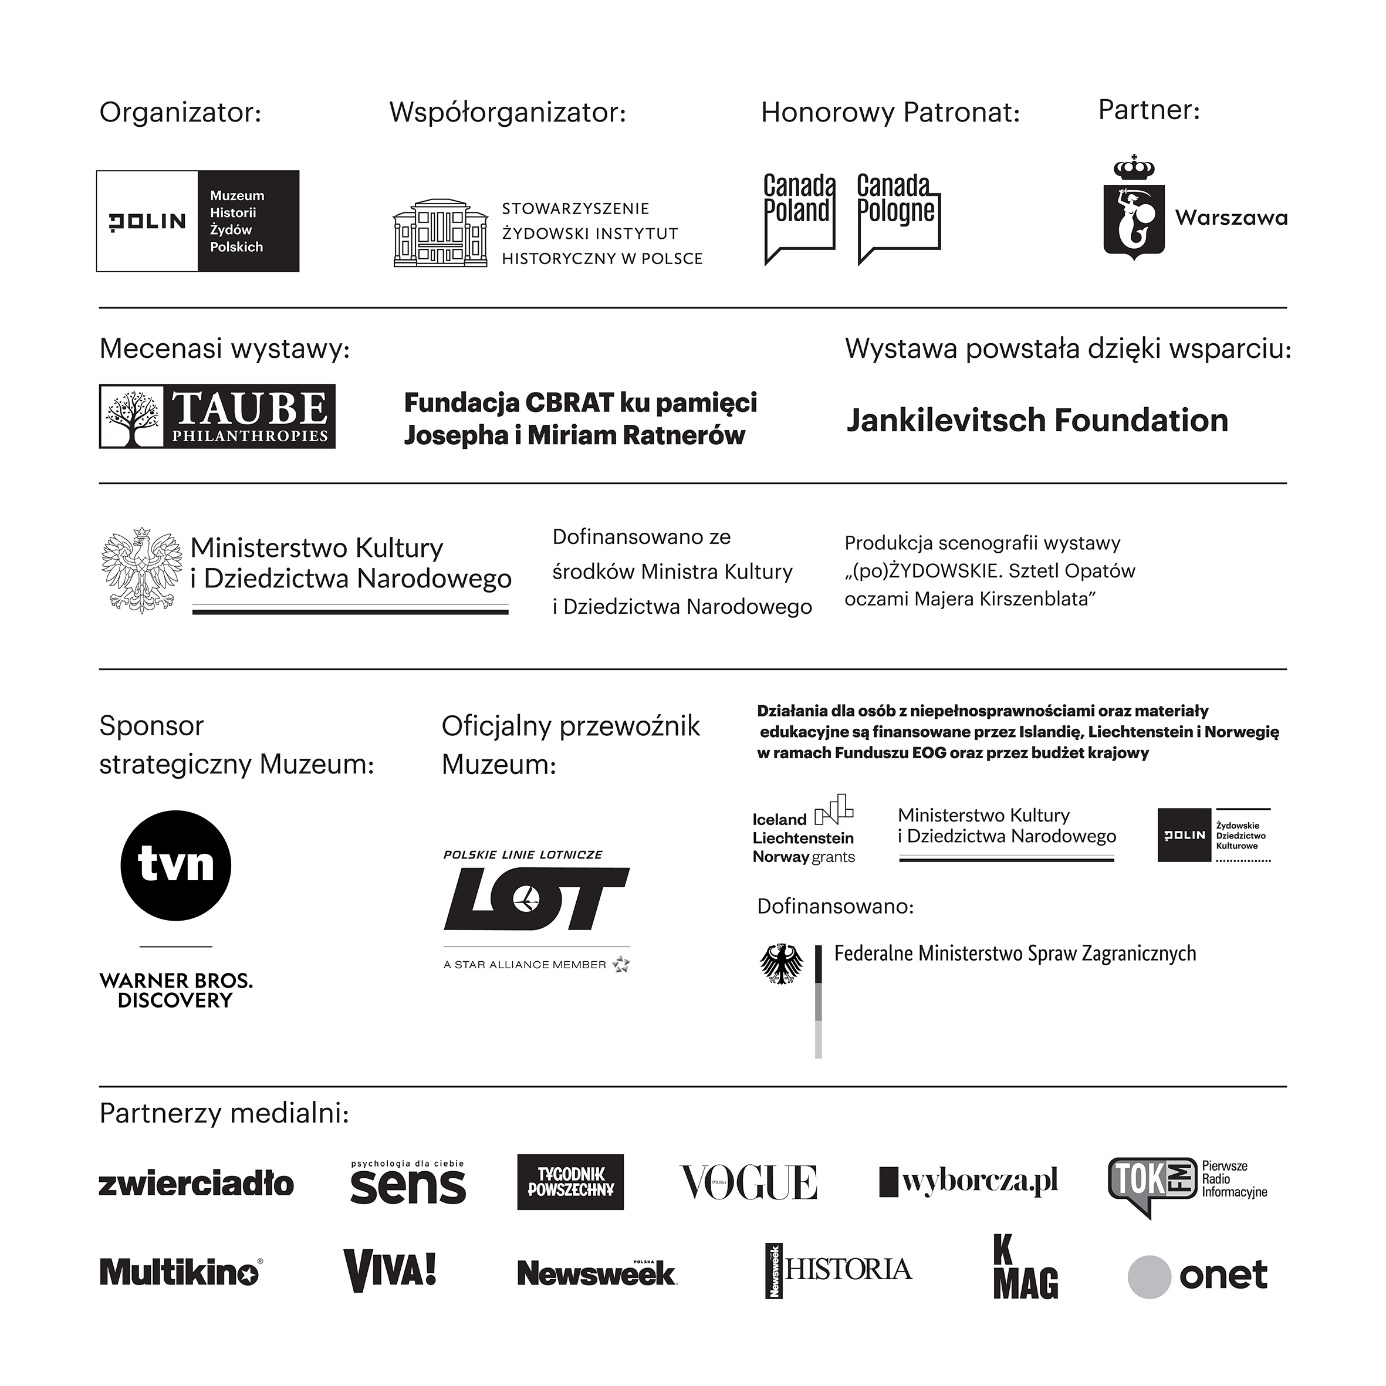 Organizator:
Współorganizator:
Honorowy Patronat:
Partner:
POLIN
Muzeum
Historii
Żydów
Polskich
STOWARZYSZENIE
ŻYDOWSKI INSTYTUT
HISTORYCZNY W POLSCE
Canada
Poland
Canada
Pologne
Warszawa
Mecenasi wystawy:
TAUBE
PHILANTHROPIES
Fundacja CBRAT ku pamięci
Josepha i Miriam Ratnerów
Wystawa powstała dzięki wsparciu:
Jankilevitsch Foundation
Ministerstwo Kultury
i Dziedzictwa Narodowego
Dofinansowano ze
środków Ministra Kultury
i Dziedzictwa Narodowego
Produkcja scenografii wystawy
„(po)ŻYDOWSKIE. Sztetl Opatów
oczami Majera Kirszenblata”
Sponsor
strategiczny Muzeum:
tvn
WARNER BROS.
DISCOVERY
Oficjalny przewoźnik
Muzeum:
POLSKIE LINIE LOTNICZE
LOT
A STAR ALLIANCE MEMBER
Działania dla osób z niepełnosprawnościami oraz materiały
edukacyjne są finansowane przez Islandię, Liechtenstein i Norwegię
w ramach Funduszu EOG oraz przez budżet krajowy
Iceland
Liechtenstein
Norway grants
Ministerstwo Kultury
i Dziedzictwa Narodowego
POLIN
Żydowskie
Dziedzictwo
Kulturowe
Dofinansowano:
Federalne Ministerstwo Spraw Zagranicznych
Partnerzy medialni:
zwierciadło
psychologia dla ciebie
sens
TYGODNIK
POWSZECHNY
VOGUE
POLSKA
wyborcza.pl
TOK FM
Pierwsze
Radio
Informacyjne
Multikino®
VIVA!
POLSKA
Newsweek
Newsweek
HISTORIA
K
MAG
onet